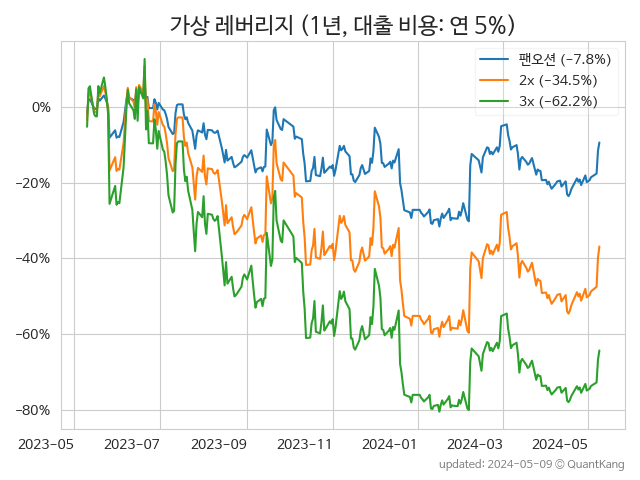 가상 레버리지 (1년, 대출 비용: 연 5%)
팬오션 (−7.8%)
2x (−34.5%)
3x (−62.2%)
0%
−20%
−40%
−60%
−80%
2023-05 2023-07 2023-09 2023-11 2024-01 2024-03 2024-05
updated: 2024-05-09 © QuantKang